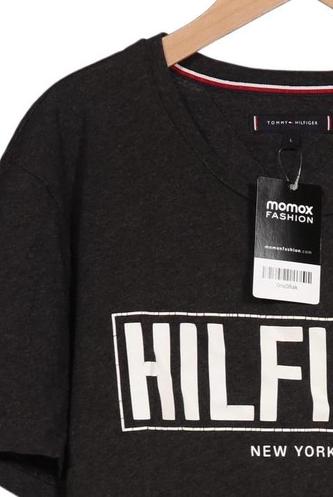 TOMMY HILFIGER
L
momox
FASHION
momoxfashion.com
HILFI
NEW YORK